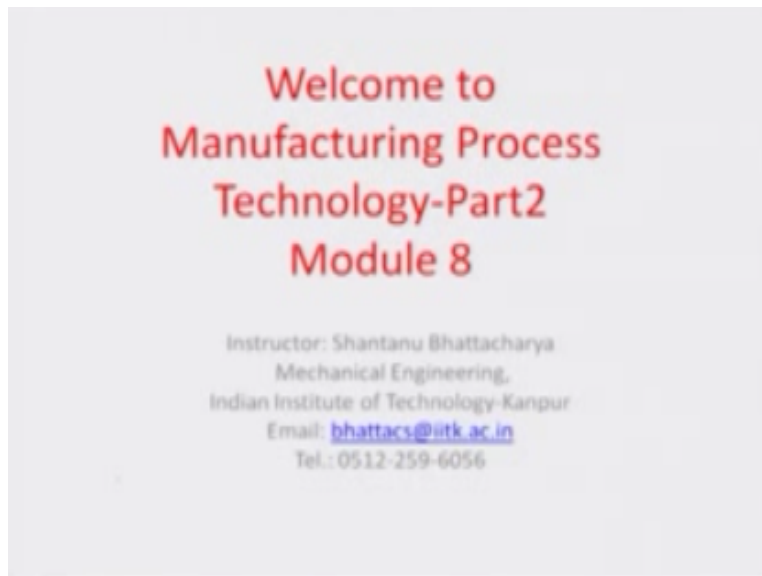 Welcome to
Manufacturing Process
Technology-Part2
Module 8
Instructor: Shantanu Bhattacharya
Mechanical Engineering,
Indian Institute of Technology-Kanpur
Email: bhattacs@iitk.ac.in
Tel.: 0512-259-6056